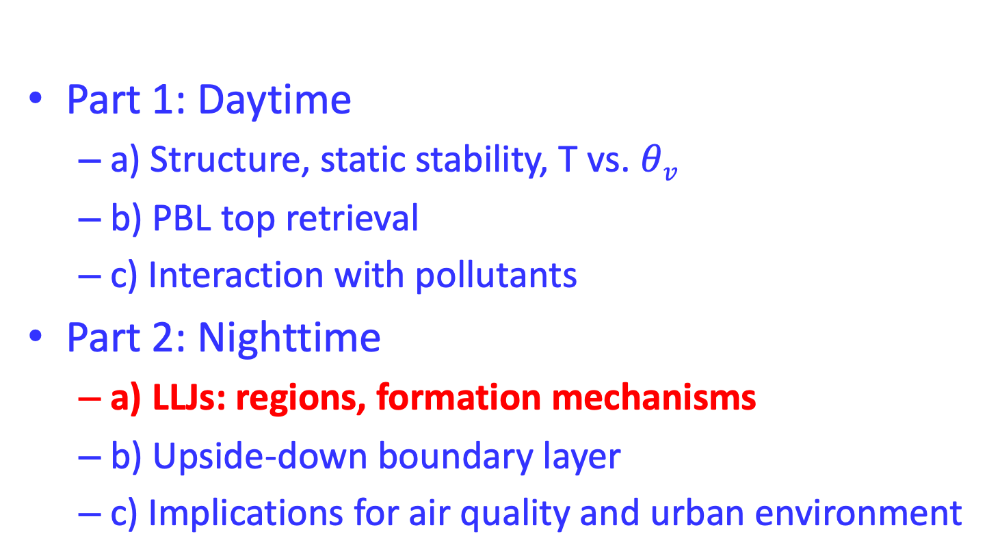 • Part 1: Daytime
– a) Structure, static stability, T vs. θᵥ
– b) PBL top retrieval
– c) Interaction with pollutants
• Part 2: Nighttime
– a) LLJs: regions, formation mechanisms
– b) Upside-down boundary layer
– c) Implications for air quality and urban environment